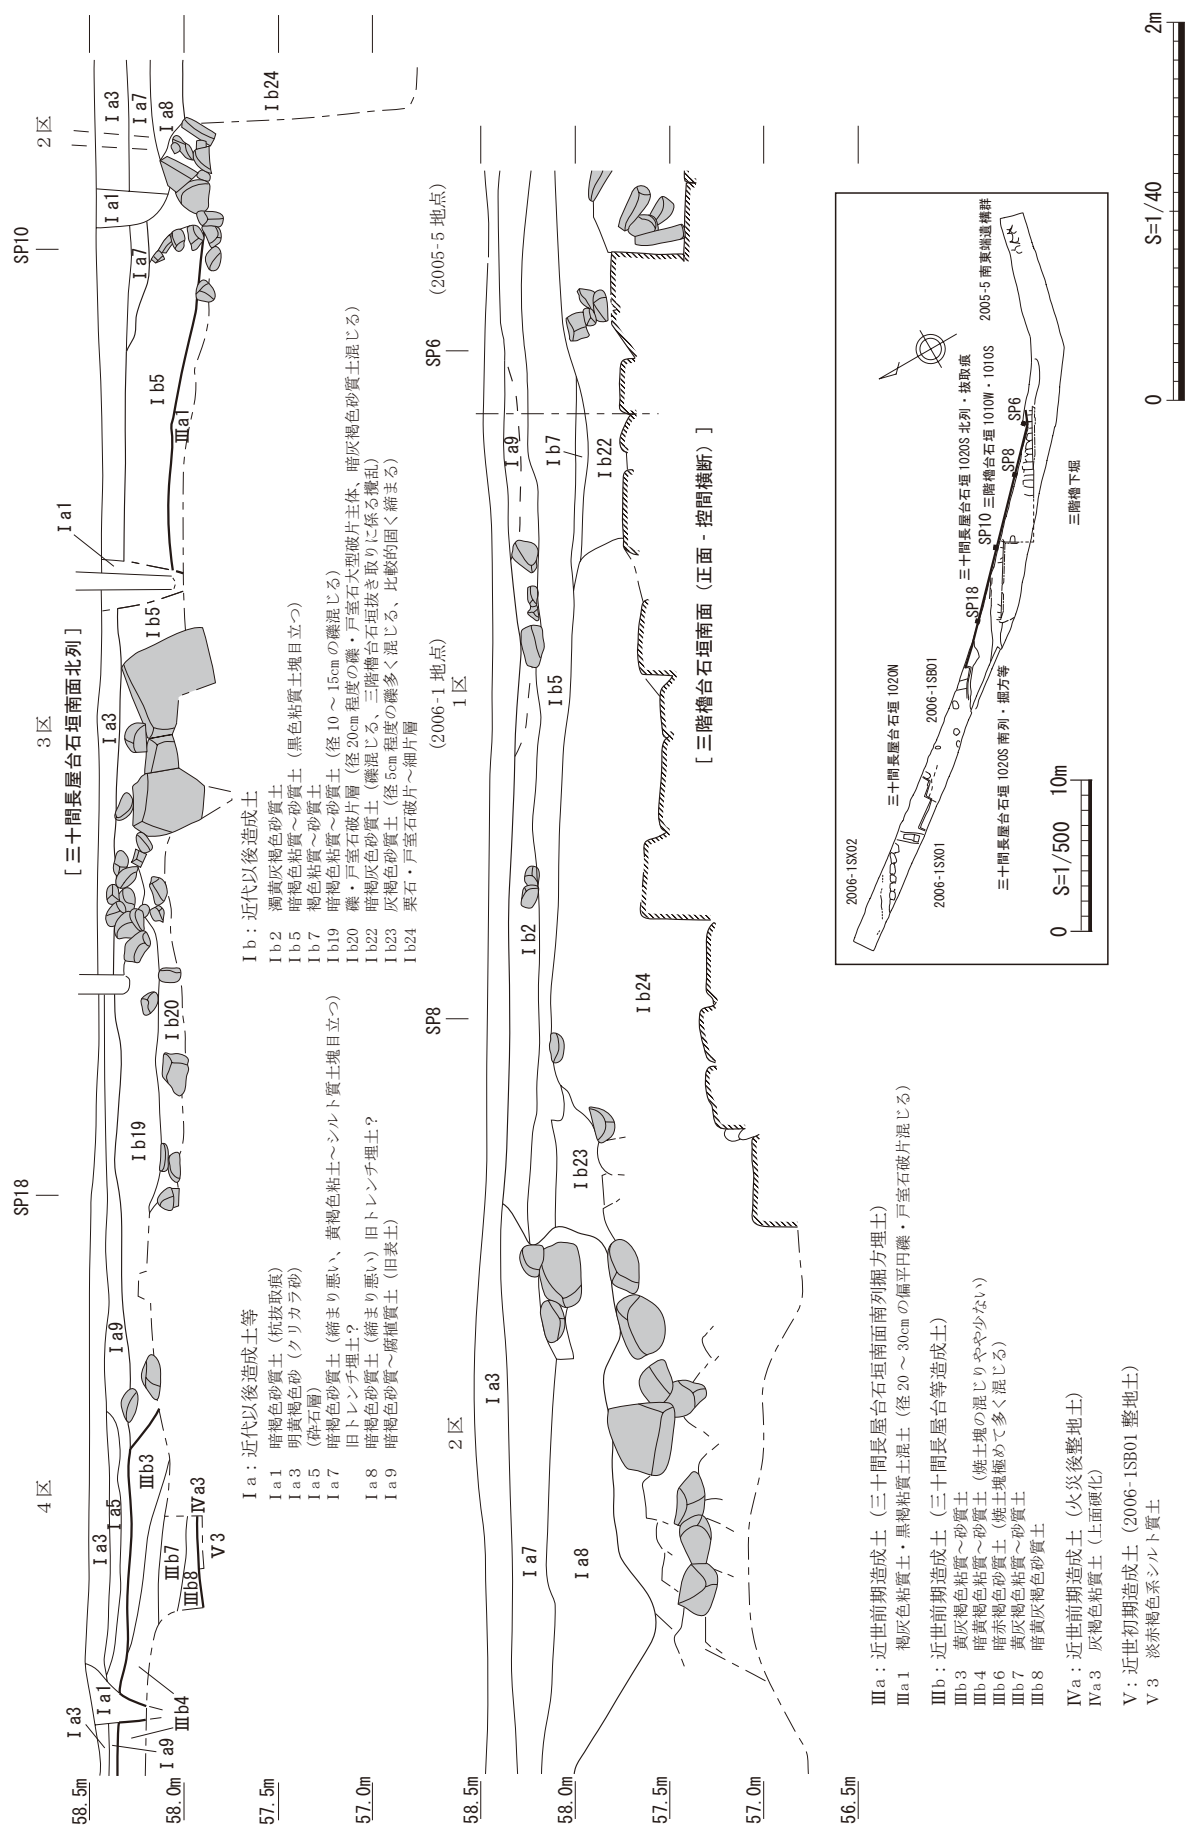 [ 三十間長屋台石垣南面北列 ]
4区
3区
2区
SP18
SP10
58.5m
58.0m
57.5m
57.0m
Ⅰa3
Ⅰa9
Ⅰa1
Ⅲb4
Ⅰa3
Ⅰa5
Ⅲb3
Ⅲb7
Ⅲb8
Ⅳa3
Ⅴ3
Ⅰa9
Ⅰb19
Ⅰb20
Ⅰa3
Ⅰb5
Ⅰa1
Ⅲa1
Ⅰb5
Ⅰa7
Ⅰa1
Ⅰa3
Ⅰa7
Ⅰa8
Ⅰb24
Ⅰa：近代以後造成土等
Ⅰa1 暗褐色砂質土（杭抜取痕）
Ⅰa3 明黄褐色砂（クリカラ砂）
Ⅰa5 （砕石層）
Ⅰa7 暗褐色砂質土（締まり悪い、黄褐色粘土～シルト質土塊目立つ）
旧トレンチ埋土？
Ⅰa8 暗褐色砂質土（締まり悪い）旧トレンチ埋土？
Ⅰa9 暗褐色砂質～腐植質土（旧表土）
Ⅰb：近代以後造成土
Ⅰb2 濁黄灰褐色砂質土
Ⅰb5 暗褐色粘質～砂質土（黒色粘質土塊目立つ）
Ⅰb7 褐色粘質～砂質土
Ⅰb19 暗褐色粘質～砂質土（径10～15cmの礫混じる）
Ⅰb20 礫・戸室石破片層（径20cm程度の礫・戸室石大型破片主体、暗灰褐色砂質土混じる）
Ⅰb22 暗褐灰色砂質土（礫混じる、三階櫓台石垣抜き取りに係る攪乱）
Ⅰb23 灰褐色砂質土（径5cm程度の礫多く混じる、比較的固く締まる）
Ⅰb24 栗石・戸室石破片～細片層
2区
(2006-1地点)
1区
(2005-5地点)
SP8
SP6
58.5m
58.0m
57.5m
57.0m
56.5m
Ⅰa3
Ⅰa7
Ⅰa8
Ⅰb23
Ⅰb2
Ⅰb24
Ⅰb5
Ⅰa9
Ⅰb7
Ⅰb22
[ 三階櫓台石垣南面（正面-控間横断）]
Ⅲa：近世前期造成土（三十間長屋台石垣南面南列掘方埋土）
Ⅲa1 褐灰色粘質土・黒褐粘質土混土（径20～30cmの偏平円礫・戸室石破片混じる）
Ⅲb：近世前期造成土（三十間長屋台等造成土）
Ⅲb3 黄灰褐色粘質～砂質土
Ⅲb4 暗黄褐色粘質～砂質土（焼土塊の混じりやや少ない）
Ⅲb6 暗赤褐色砂質土（焼土塊極めて多く混じる）
Ⅲb7 黄灰褐色粘質～砂質土
Ⅲb8 暗黄灰褐色砂質土
Ⅳa：近世前期造成土（火災後整地土）
Ⅳa3 灰褐色粘質土（上面硬化）
Ⅴ：近世初期造成土（2006-1SB01整地土）
Ⅴ3 淡赤褐色系シルト質土
2006-1SX02
2006-1SX01
三十間長屋台石垣1020N
2006-1SB01
三十間長屋台石垣1020S南列・掘方等
SP18
三十間長屋台石垣1020S北列・抜取痕
SP10
三階櫓台石垣1010W・1010S
SP8
SP6
2005-5南東端遺構群
三階櫓下堀
0 S=1/500 10m
0 S=1/40 2m